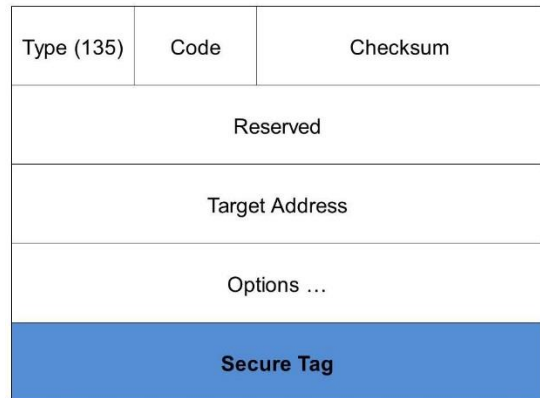 Type (135) Code Checksum
Reserved
Target Address
Options …
Secure Tag